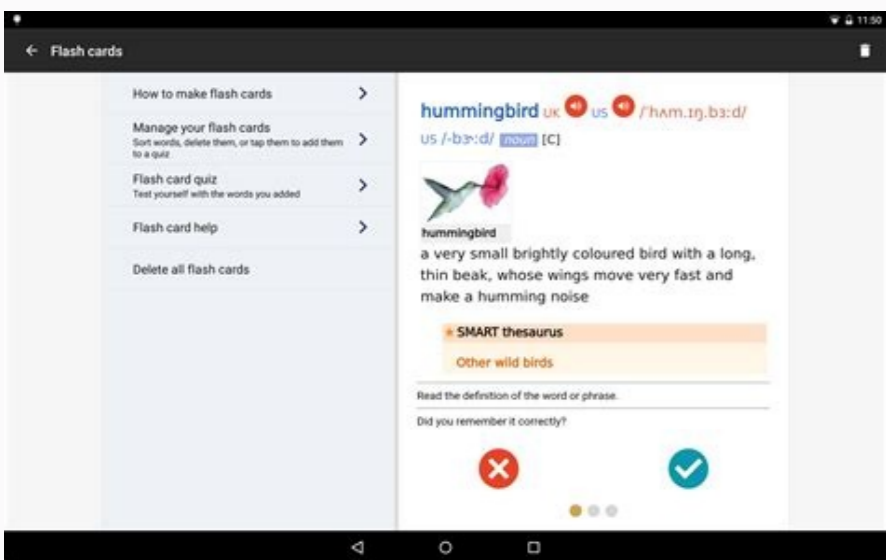 11:50
Flash cards
How to make flash cards
Manage your flash cards
Sort words, delete them, or tap them to add them
to a quiz
Flash card quiz
Test yourself with the words you added
Flash card help
Delete all flash cards
hummingbird UK US /ˈhʌm.ɪŋ.bɜːd/
US /-bɝːd/ noun [C]
hummingbird
a very small brightly coloured bird with a long,
thin beak, whose wings move very fast and
make a humming noise
SMART thesaurus
Other wild birds
Read the definition of the word or phrase.
Did you remember it correctly?